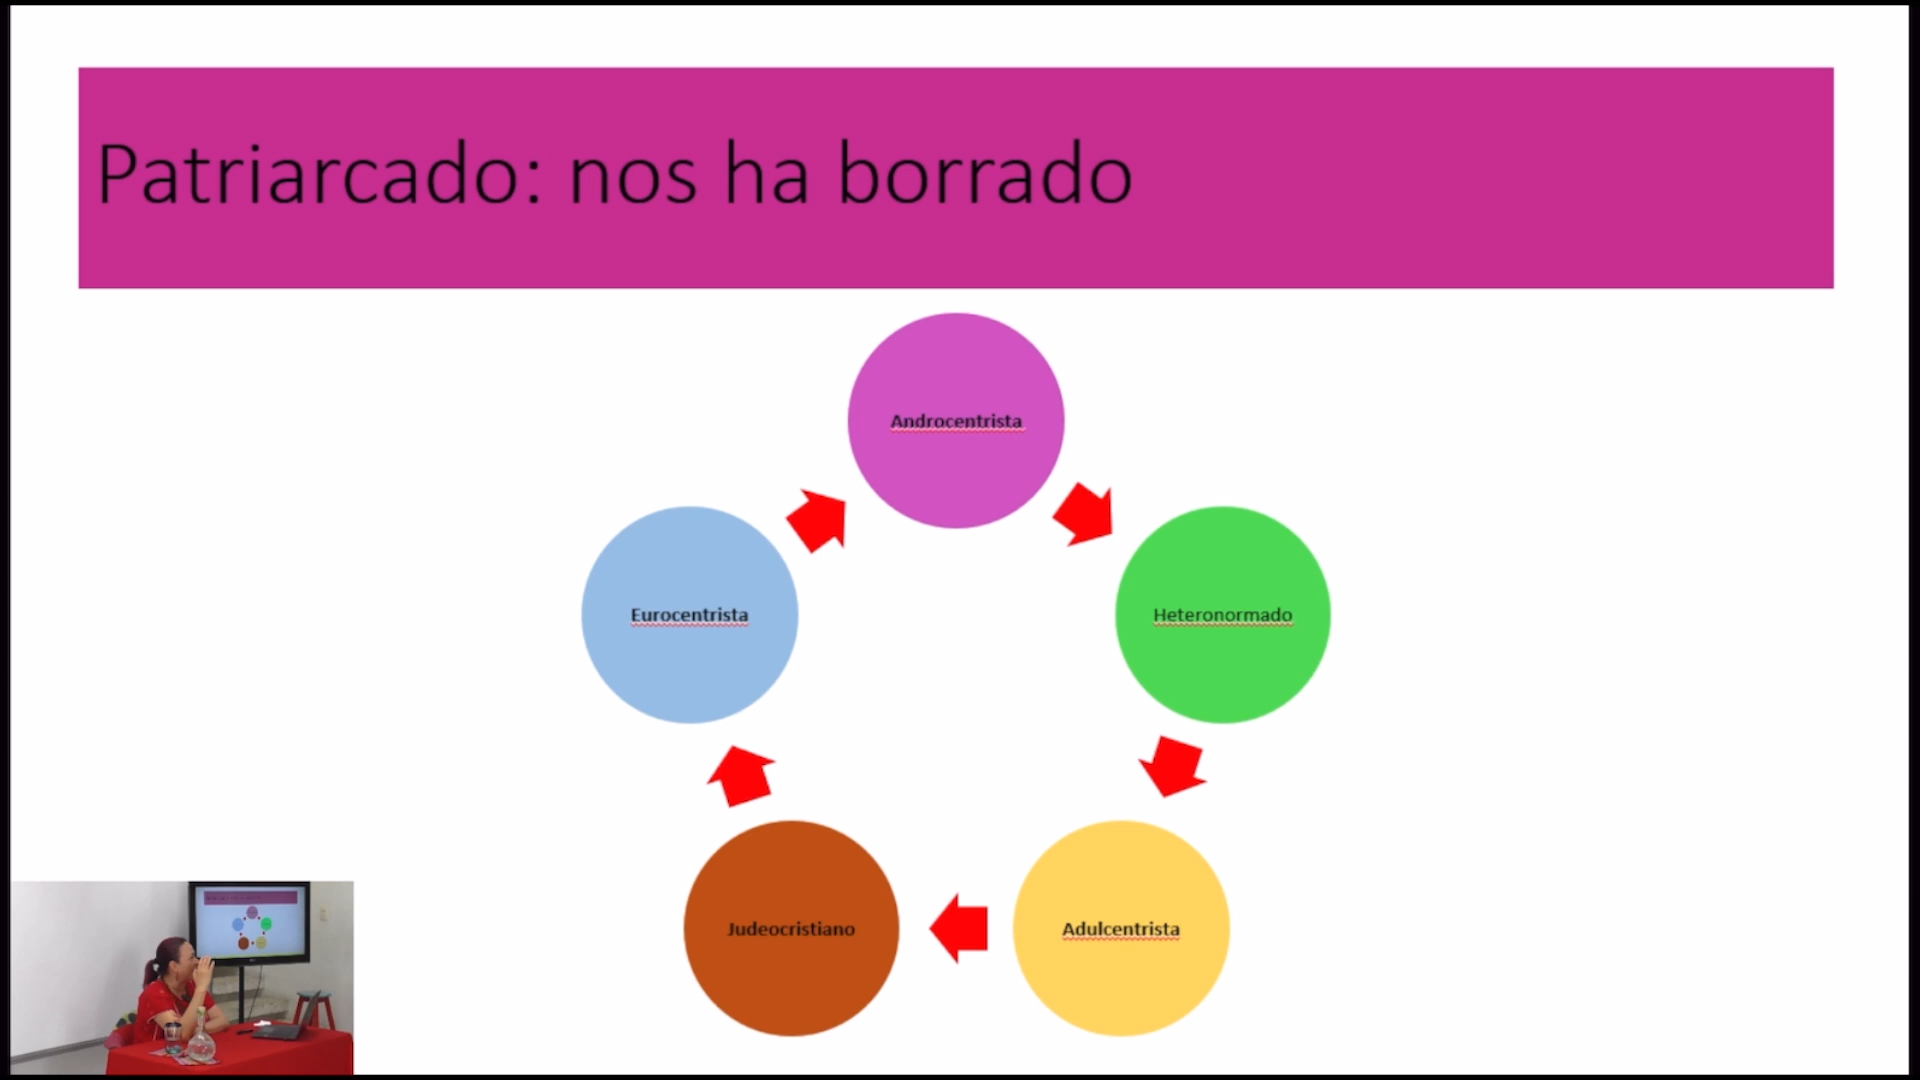 Patriarcado: nos ha borrado
Androcentrista
Heteronormado
Adulcentrista
Judeocristiano
Eurocentrista